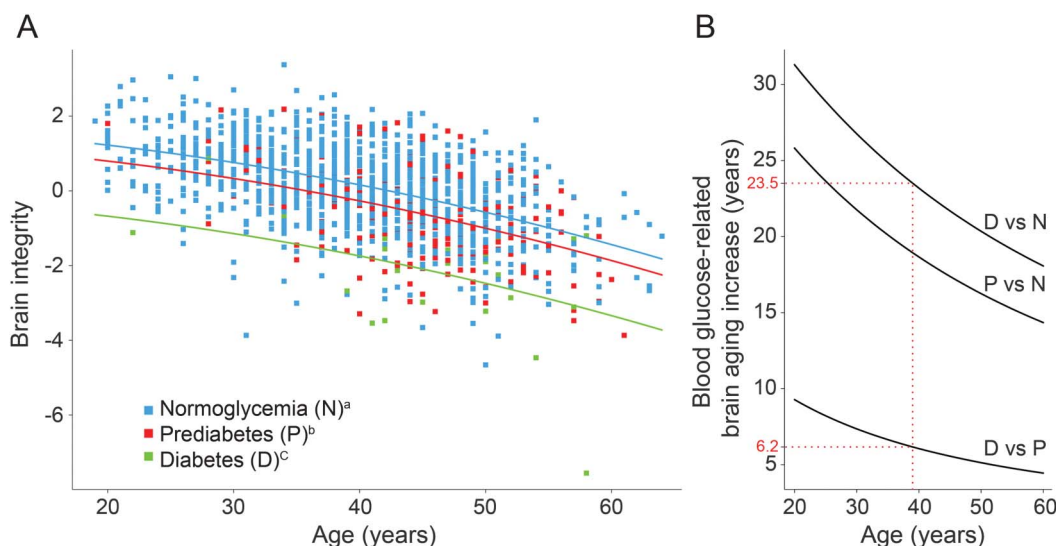 A
Brain integrity
2
0
-2
-4
-6
Normoglycemia (N)ᵃ
Prediabetes (P)ᵇ
Diabetes (D)ᶜ
20 30 40 50 60
Age (years)
B
Blood glucose-related
brain aging increase (years)
30
25
23.5
20
15
10
6.2
5
D vs N
P vs N
D vs P
20 30 40 50 60
Age (years)